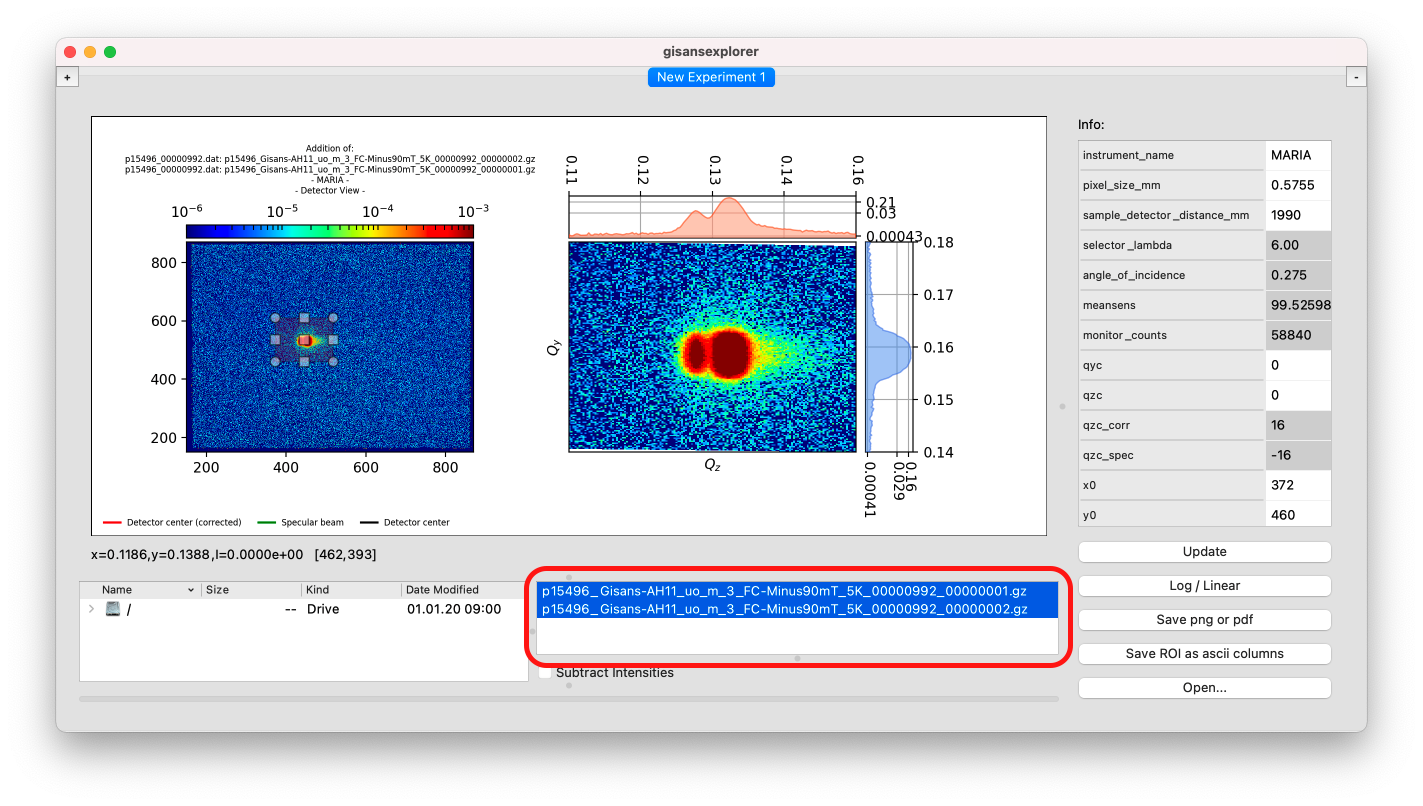 gisansexplorer
+
New Experiment 1
-
Addition of:
p15496_00000992.dat: p15496_Gisans-AH11_uo_m_3_FC-Minus90mT_5K_00000992_00000002.gz
p15496_00000992.dat: p15496_Gisans-AH11_uo_m_3_FC-Minus90mT_5K_00000992_00000001.gz
- MARIA -
- Detector View -
10⁻⁶ 10⁻⁵ 10⁻⁴ 10⁻³
800
600
400
200
200 400 600 800
0.11 0.12 0.13 0.14 0.16
0.21
0.03
0.00043
0.18
0.17
0.16
0.15
0.14
Qy
Qz
0.00041 0.029 0.16
Detector center (corrected) Specular beam Detector center
Info:
instrument_name MARIA
pixel_size_mm 0.5755
sample_detector_distance_mm 1990
selector_lambda 6.00
angle_of_incidence 0.275
meansens 99.52598
monitor_counts 58840
qyc 0
qzc 0
qzc_corr 16
qzc_spec -16
x0 372
y0 460
x=0.1186,y=0.1388,I=0.0000e+00 [462,393]
Name Size Kind Date Modified
/ -- Drive 01.01.20 09:00
p15496_Gisans-AH11_uo_m_3_FC-Minus90mT_5K_00000992_00000001.gz
p15496_Gisans-AH11_uo_m_3_FC-Minus90mT_5K_00000992_00000002.gz
Subtract Intensities
Update
Log / Linear
Save png or pdf
Save ROI as ascii columns
Open...